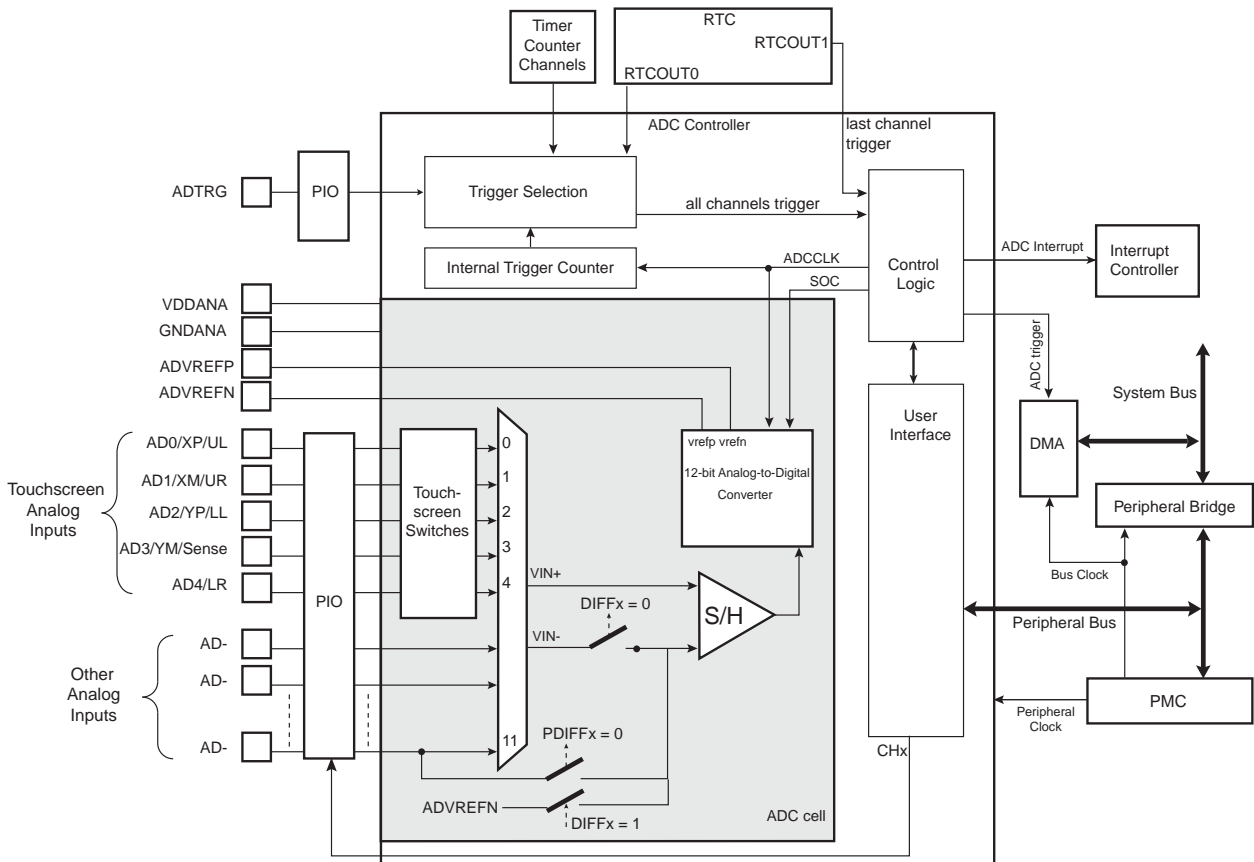 Timer
Counter
Channels
RTC
RTCOUT1
RTCOUT0
ADC Controller
last channel
trigger
ADTRG
PIO
Trigger Selection
all channels trigger
Internal Trigger Counter
ADCCLK
SOC
Control
Logic
ADC Interrupt
Interrupt
Controller
VDDANA
GNDANA
ADVREFP
ADVREFN
ADC trigger
System Bus
User
Interface
DMA
vrefp vrefn
12-bit Analog-to-Digital
Converter
Touchscreen
Analog
Inputs
AD0/XP/UL
AD1/XM/UR
AD2/YP/LL
AD3/YM/Sense
AD4/LR
PIO
Touch-
screen
Switches
0
1
2
3
4
11
VIN+
VIN-
DIFFx = 0
S/H
Peripheral Bridge
Bus Clock
Peripheral Bus
Other
Analog
Inputs
AD-
AD-
AD-
PDIFFx = 0
ADVREFN
DIFFx = 1
ADC cell
CHx
Peripheral
Clock
PMC